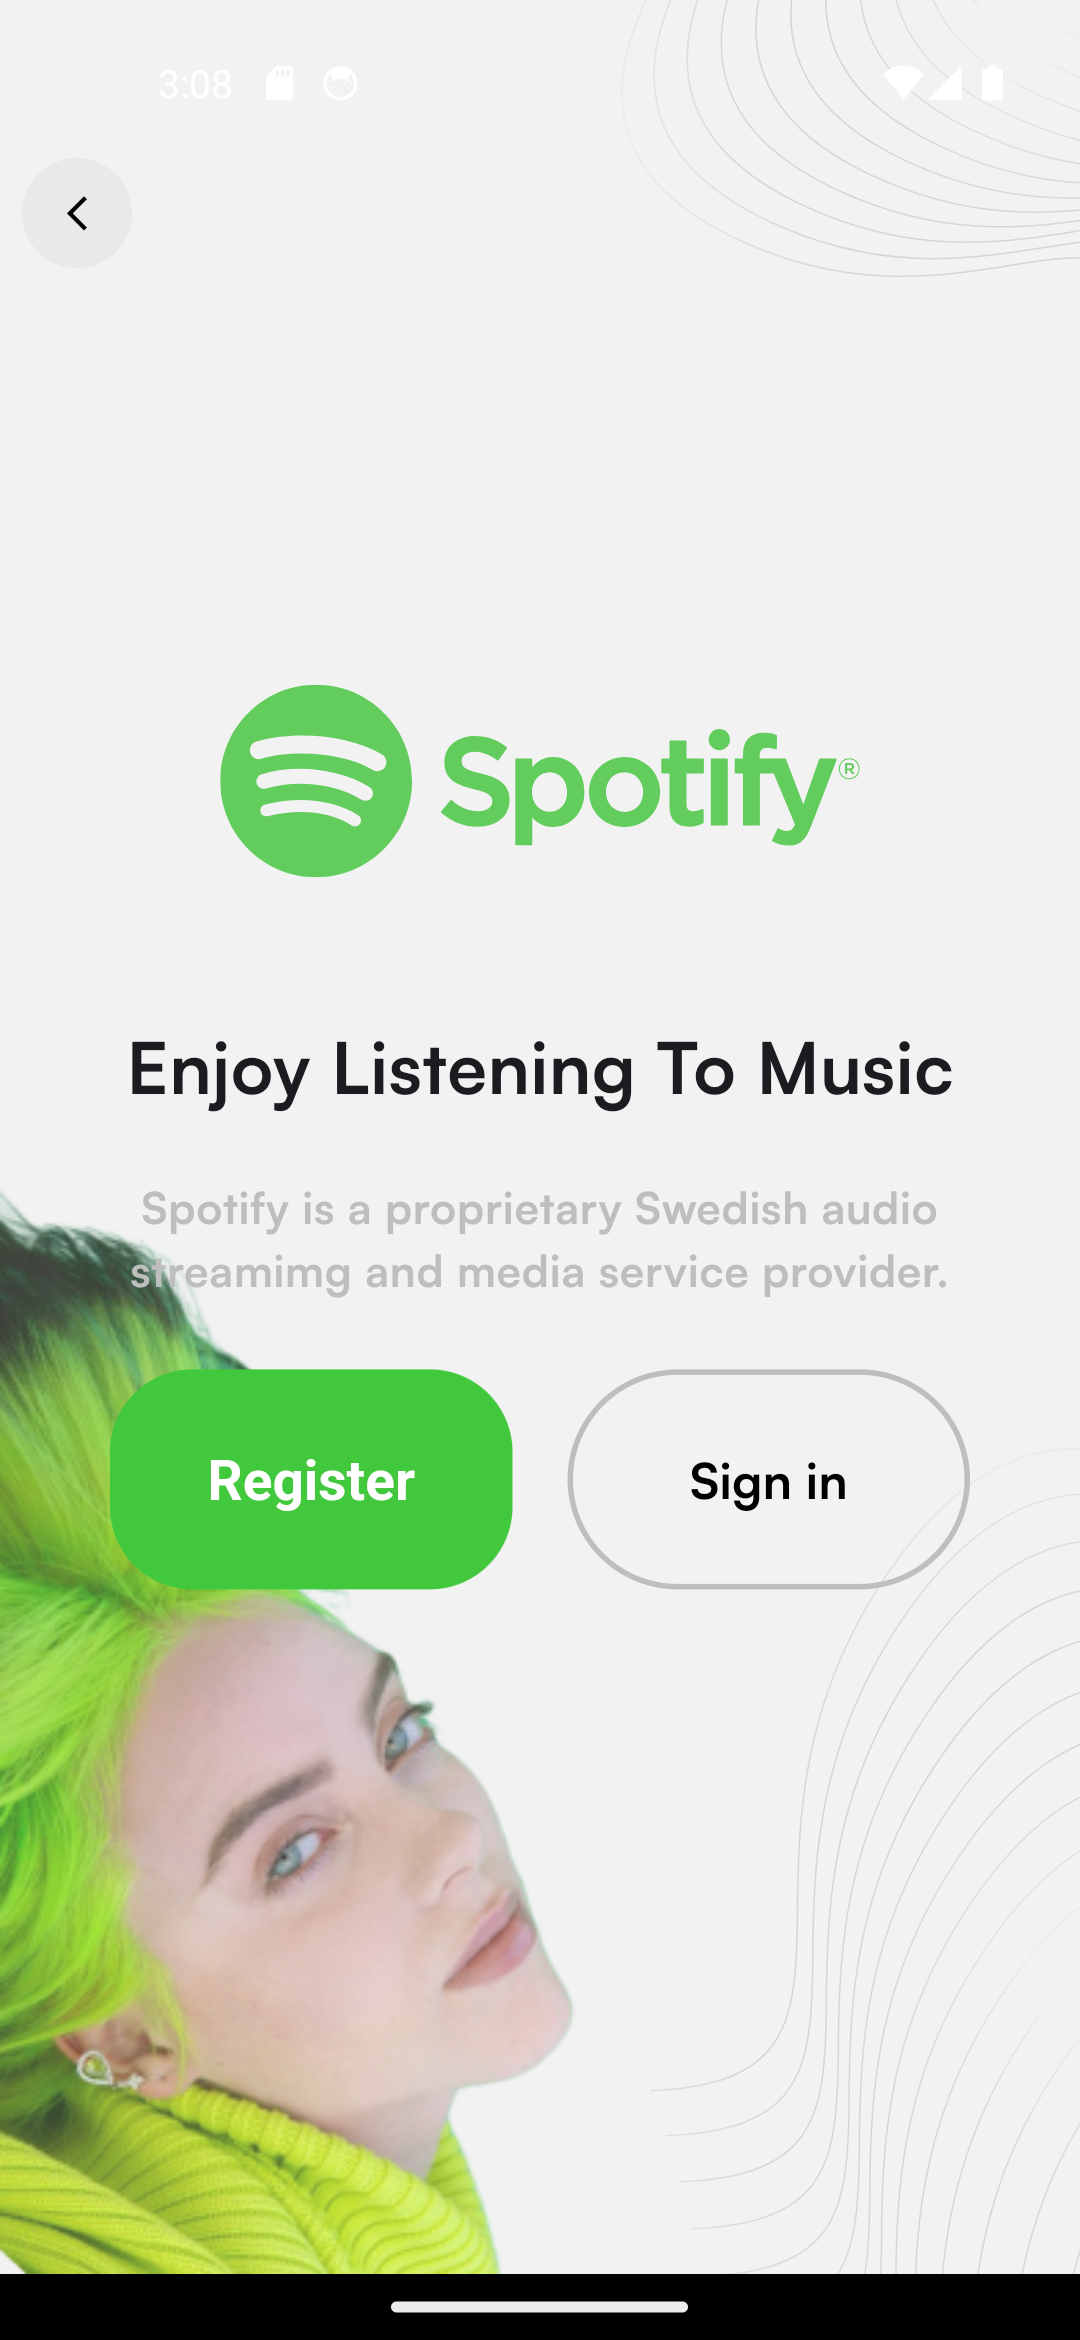 3:08
Spotify®
Enjoy Listening To Music
Spotify is a proprietary Swedish audio
streamimg and media service provider.
Register
Sign in